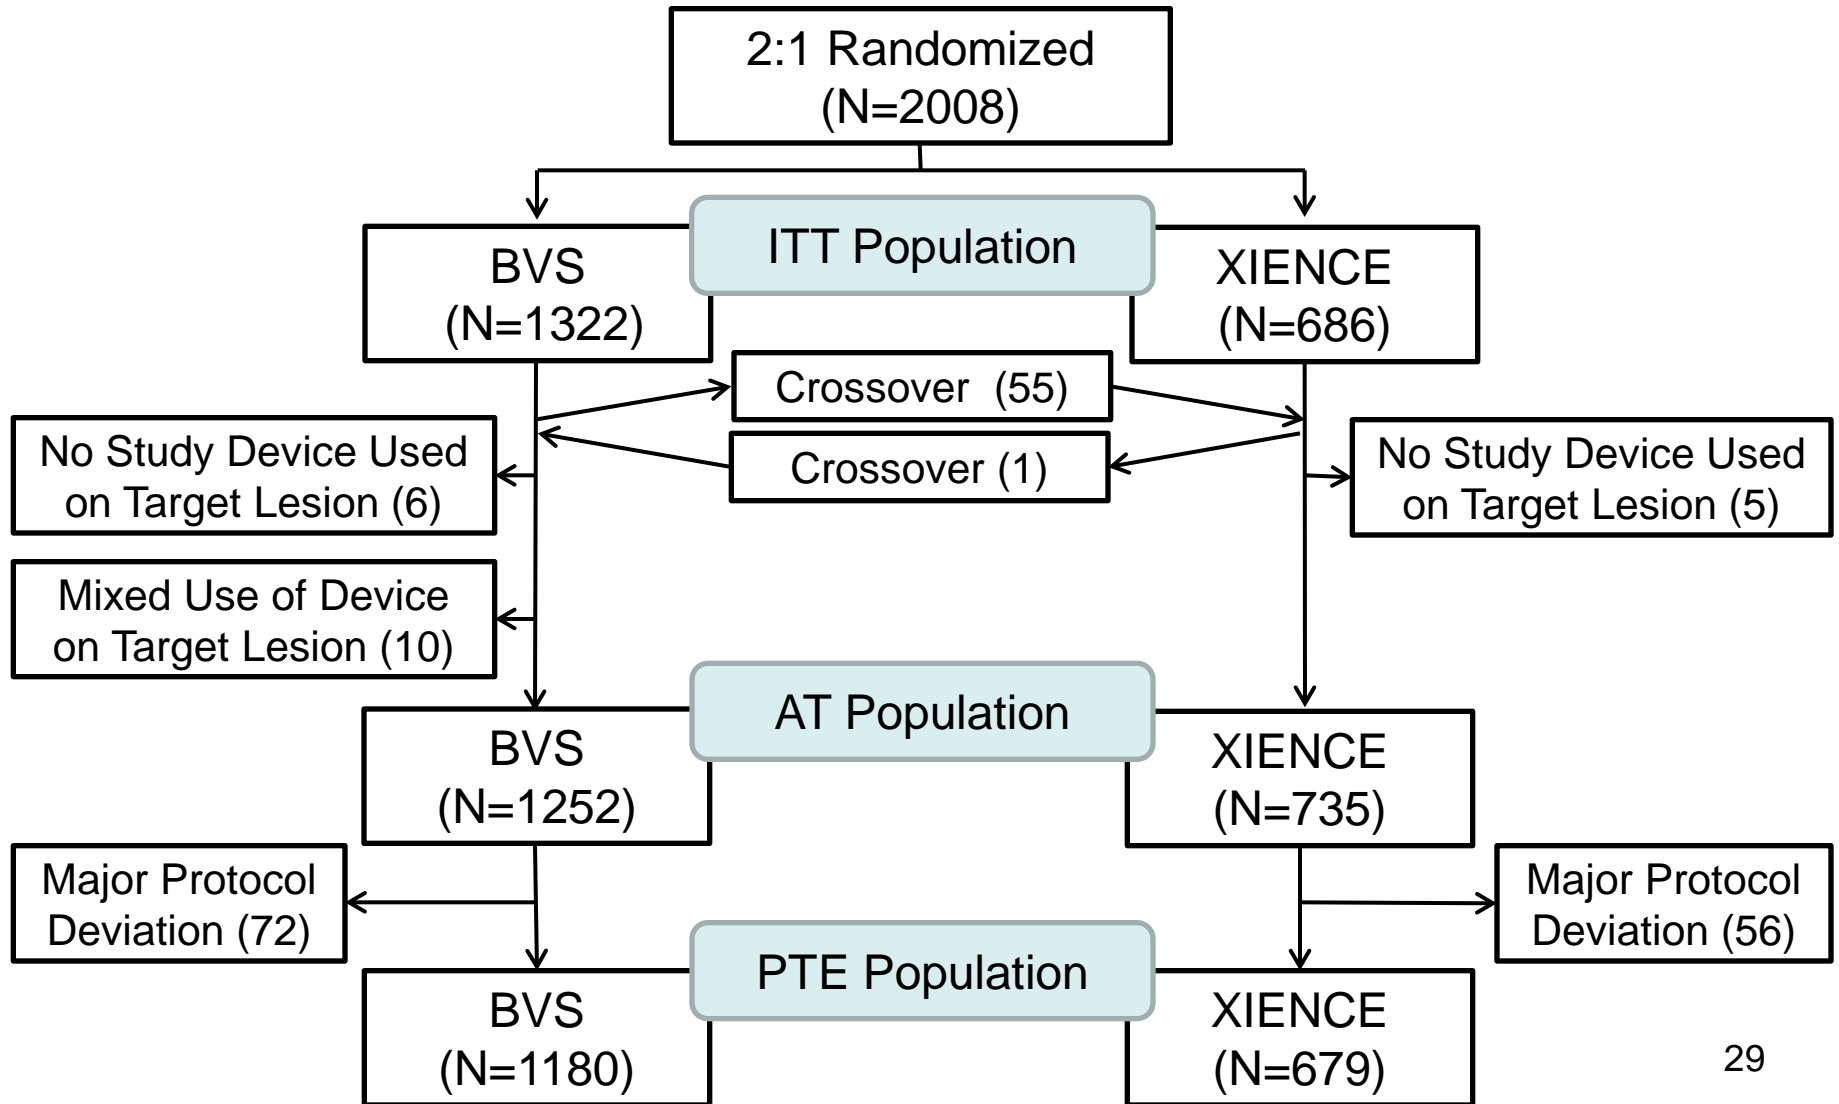 2:1 Randomized
(N=2008)
ITT Population
BVS
(N=1322)
XIENCE
(N=686)
Crossover (55)
Crossover (1)
No Study Device Used
on Target Lesion (6)
No Study Device Used
on Target Lesion (5)
Mixed Use of Device
on Target Lesion (10)
AT Population
BVS
(N=1252)
XIENCE
(N=735)
Major Protocol
Deviation (72)
Major Protocol
Deviation (56)
PTE Population
BVS
(N=1180)
XIENCE
(N=679)
29